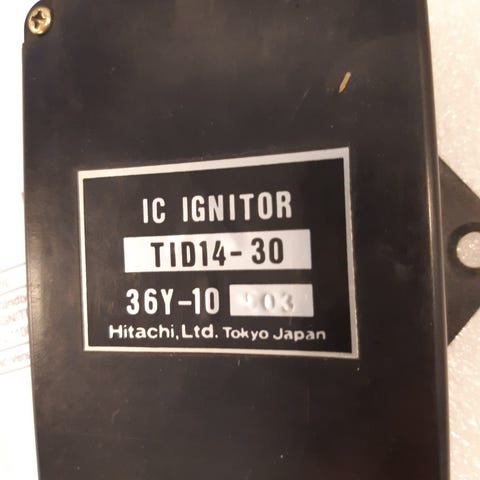 IC IGNITOR
TID14-30
36Y-10
Hitachi, Ltd. Tokyo Japan